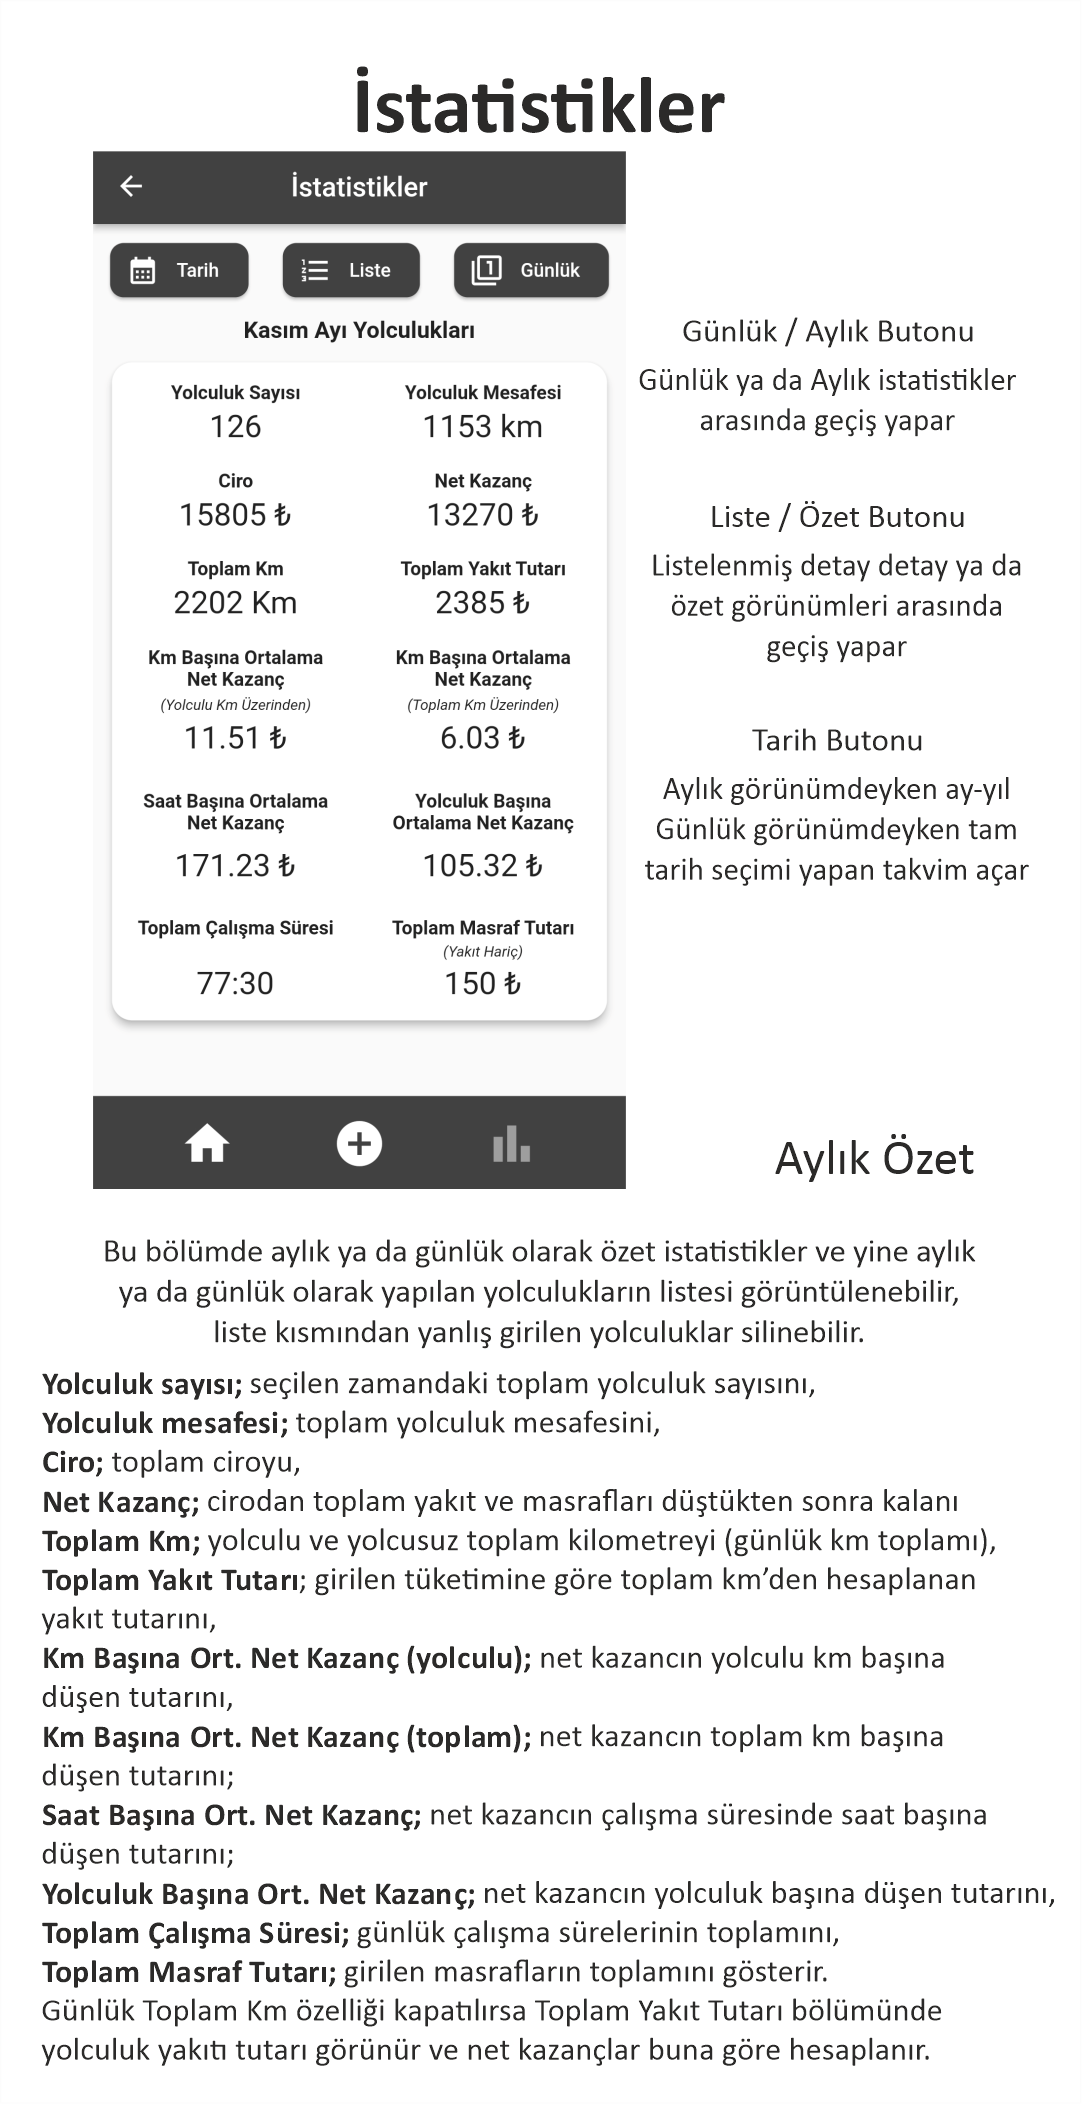 İstatistikler
İstatistikler
Tarih
Liste
Günlük
Kasım Ayı Yolculukları
Yolculuk Sayısı
126
Yolculuk Mesafesi
1153 km
Ciro
15805 ₺
Net Kazanç
13270 ₺
Toplam Km
2202 Km
Toplam Yakıt Tutarı
2385 ₺
Km Başına Ortalama
Net Kazanç
(Yolculu Km Üzerinden)
11.51 ₺
Km Başına Ortalama
Net Kazanç
(Toplam Km Üzerinden)
6.03 ₺
Saat Başına Ortalama
Net Kazanç
171.23 ₺
Yolculuk Başına
Ortalama Net Kazanç
105.32 ₺
Toplam Çalışma Süresi
77:30
Toplam Masraf Tutarı
(Yakıt Hariç)
150 ₺
Günlük / Aylık Butonu
Günlük ya da Aylık istatistikler
arasında geçiş yapar
Liste / Özet Butonu
Listelenmiş detay detay ya da
özet görünümleri arasında
geçiş yapar
Tarih Butonu
Aylık görünümdeyken ay-yıl
Günlük görünümdeyken tam
tarih seçimi yapan takvim açar
Aylık Özet
Bu bölümde aylık ya da günlük olarak özet istatistikler ve yine aylık
ya da günlük olarak yapılan yolculukların listesi görüntülenebilir,
liste kısmından yanlış girilen yolculuklar silinebilir.
Yolculuk sayısı; seçilen zamandaki toplam yolculuk sayısını,
Yolculuk mesafesi; toplam yolculuk mesafesini,
Ciro; toplam ciroyu,
Net Kazanç; cirodan toplam yakıt ve masrafları düştükten sonra kalanı
Toplam Km; yolculu ve yolcusuz toplam kilometreyi (günlük km toplamı),
Toplam Yakıt Tutarı; girilen tüketimine göre toplam km’den hesaplanan
yakıt tutarını,
Km Başına Ort. Net Kazanç (yolculu); net kazancın yolculu km başına
düşen tutarını,
Km Başına Ort. Net Kazanç (toplam); net kazancın toplam km başına
düşen tutarını;
Saat Başına Ort. Net Kazanç; net kazancın çalışma süresinde saat başına
düşen tutarını;
Yolculuk Başına Ort. Net Kazanç; net kazancın yolculuk başına düşen tutarını,
Toplam Çalışma Süresi; günlük çalışma sürelerinin toplamını,
Toplam Masraf Tutarı; girilen masrafların toplamını gösterir.
Günlük Toplam Km özelliği kapatılırsa Toplam Yakıt Tutarı bölümünde
yolculuk yakıtı tutarı görünür ve net kazançlar buna göre hesaplanır.